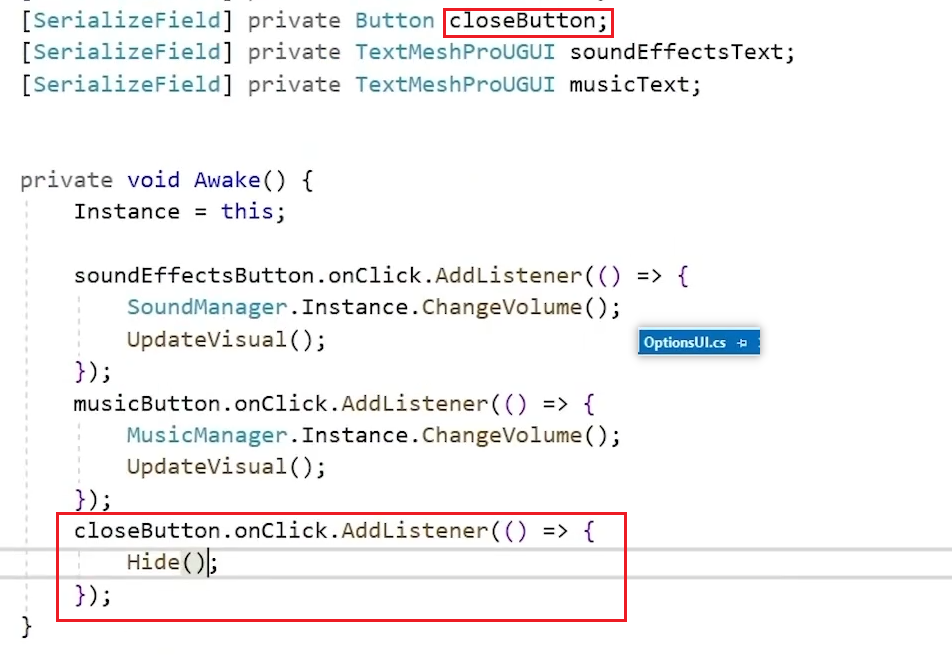 [SerializeField] private Button closeButton;
[SerializeField] private TextMeshProUGUI soundEffectsText;
[SerializeField] private TextMeshProUGUI musicText;
private void Awake() {
Instance = this;
soundEffectsButton.onClick.AddListener(() => {
SoundManager.Instance.ChangeVolume();
UpdateVisual();
OptionsUI.cs
});
musicButton.onClick.AddListener(() => {
MusicManager.Instance.ChangeVolume();
UpdateVisual();
});
closeButton.onClick.AddListener(() => {
Hide();
});
}